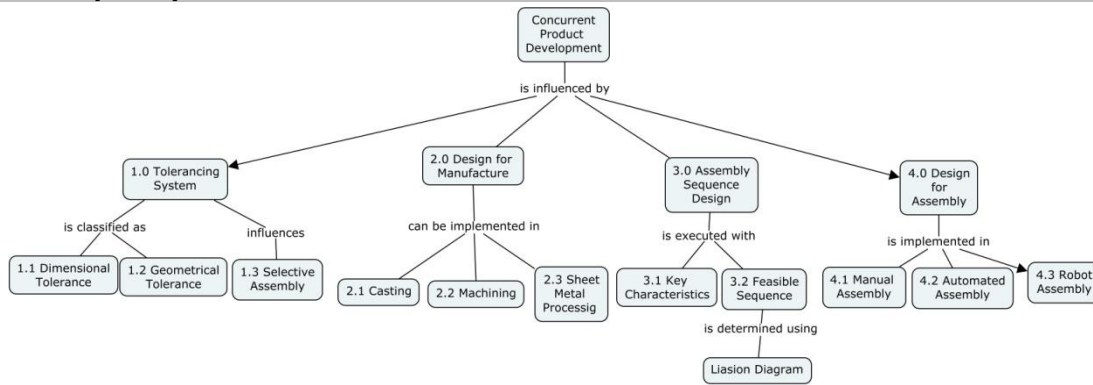 Concurrent
Product
Development
is influenced by
1.0 Tolerancing
System
2.0 Design for
Manufacture
3.0 Assembly
Sequence
Design
4.0 Design
for
Assembly
is classified as
influences
can be implemented in
is executed with
is implemented in
1.1 Dimensional
Tolerance
1.2 Geometrical
Tolerance
1.3 Selective
Assembly
2.1 Casting
2.2 Machining
2.3 Sheet
Metal
Processig
3.1 Key
Characteristics
3.2 Feasible
Sequence
4.1 Manual
Assembly
4.2 Automated
Assembly
4.3 Robot
Assembly
is determined using
Liasion Diagram